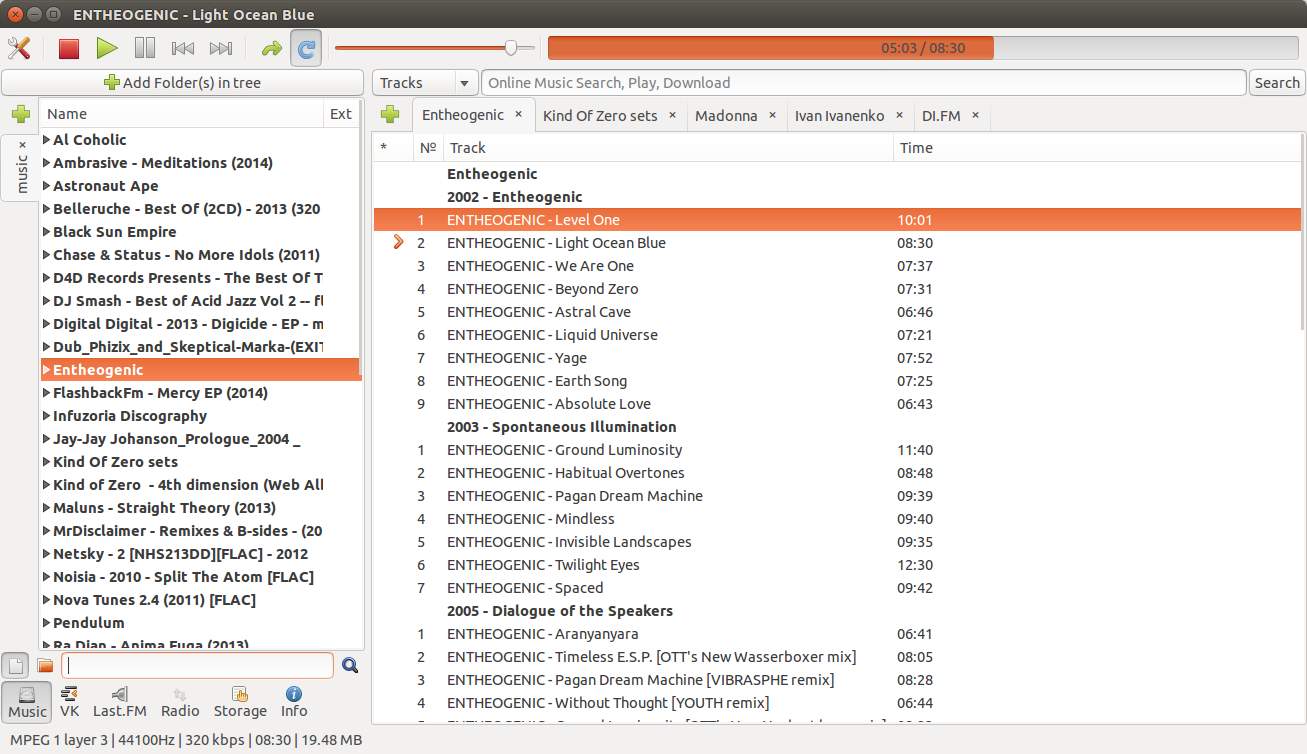 ENTHEOGENIC - Light Ocean Blue
05:03 / 08:30
Add Folder(s) in tree
Tracks
Online Music Search, Play, Download
Search
Name Ext
music ×
Al Coholic
Ambrasive - Meditations (2014)
Astronaut Ape
Belleruche - Best Of (2CD) - 2013 (320
Black Sun Empire
Chase & Status - No More Idols (2011)
D4D Records Presents - The Best Of T
DJ Smash - Best of Acid Jazz Vol 2 -- fl
Digital Digital - 2013 - Digicide - EP - m
Dub_Phizix_and_Skeptical-Marka-(EXIT
Entheogenic
FlashbackFm - Mercy EP (2014)
Infuzoria Discography
Jay-Jay Johanson_Prologue_2004 _
Kind Of Zero sets
Kind of Zero  - 4th dimension (Web All
Maluns - Straight Theory (2013)
MrDisclaimer - Remixes & B-sides - (20
Netsky - 2 [NHS213DD][FLAC] - 2012
Noisia - 2010 - Split The Atom [FLAC]
Nova Tunes 2.4 (2011) [FLAC]
Pendulum
Ra Djan - Anima Fuga (2013)
Music VK Last.FM Radio Storage Info
Entheogenic × Kind Of Zero sets × Madonna × Ivan Ivanenko × DI.FM ×
* № Track Time
Entheogenic
2002 - Entheogenic
1 ENTHEOGENIC - Level One 10:01
2 ENTHEOGENIC - Light Ocean Blue 08:30
3 ENTHEOGENIC - We Are One 07:37
4 ENTHEOGENIC - Beyond Zero 07:31
5 ENTHEOGENIC - Astral Cave 06:46
6 ENTHEOGENIC - Liquid Universe 07:21
7 ENTHEOGENIC - Yage 07:52
8 ENTHEOGENIC - Earth Song 07:25
9 ENTHEOGENIC - Absolute Love 06:43
2003 - Spontaneous Illumination
1 ENTHEOGENIC - Ground Luminosity 11:40
2 ENTHEOGENIC - Habitual Overtones 08:48
3 ENTHEOGENIC - Pagan Dream Machine 09:39
4 ENTHEOGENIC - Mindless 09:40
5 ENTHEOGENIC - Invisible Landscapes 09:35
6 ENTHEOGENIC - Twilight Eyes 12:30
7 ENTHEOGENIC - Spaced 09:42
2005 - Dialogue of the Speakers
1 ENTHEOGENIC - Aranyanyara 06:41
2 ENTHEOGENIC - Timeless E.S.P. [OTT's New Wasserboxer mix] 08:05
3 ENTHEOGENIC - Pagan Dream Machine [VIBRASPHE remix] 08:28
4 ENTHEOGENIC - Without Thought [YOUTH remix] 06:44
MPEG 1 layer 3 | 44100Hz | 320 kbps | 08:30 | 19.48 MB